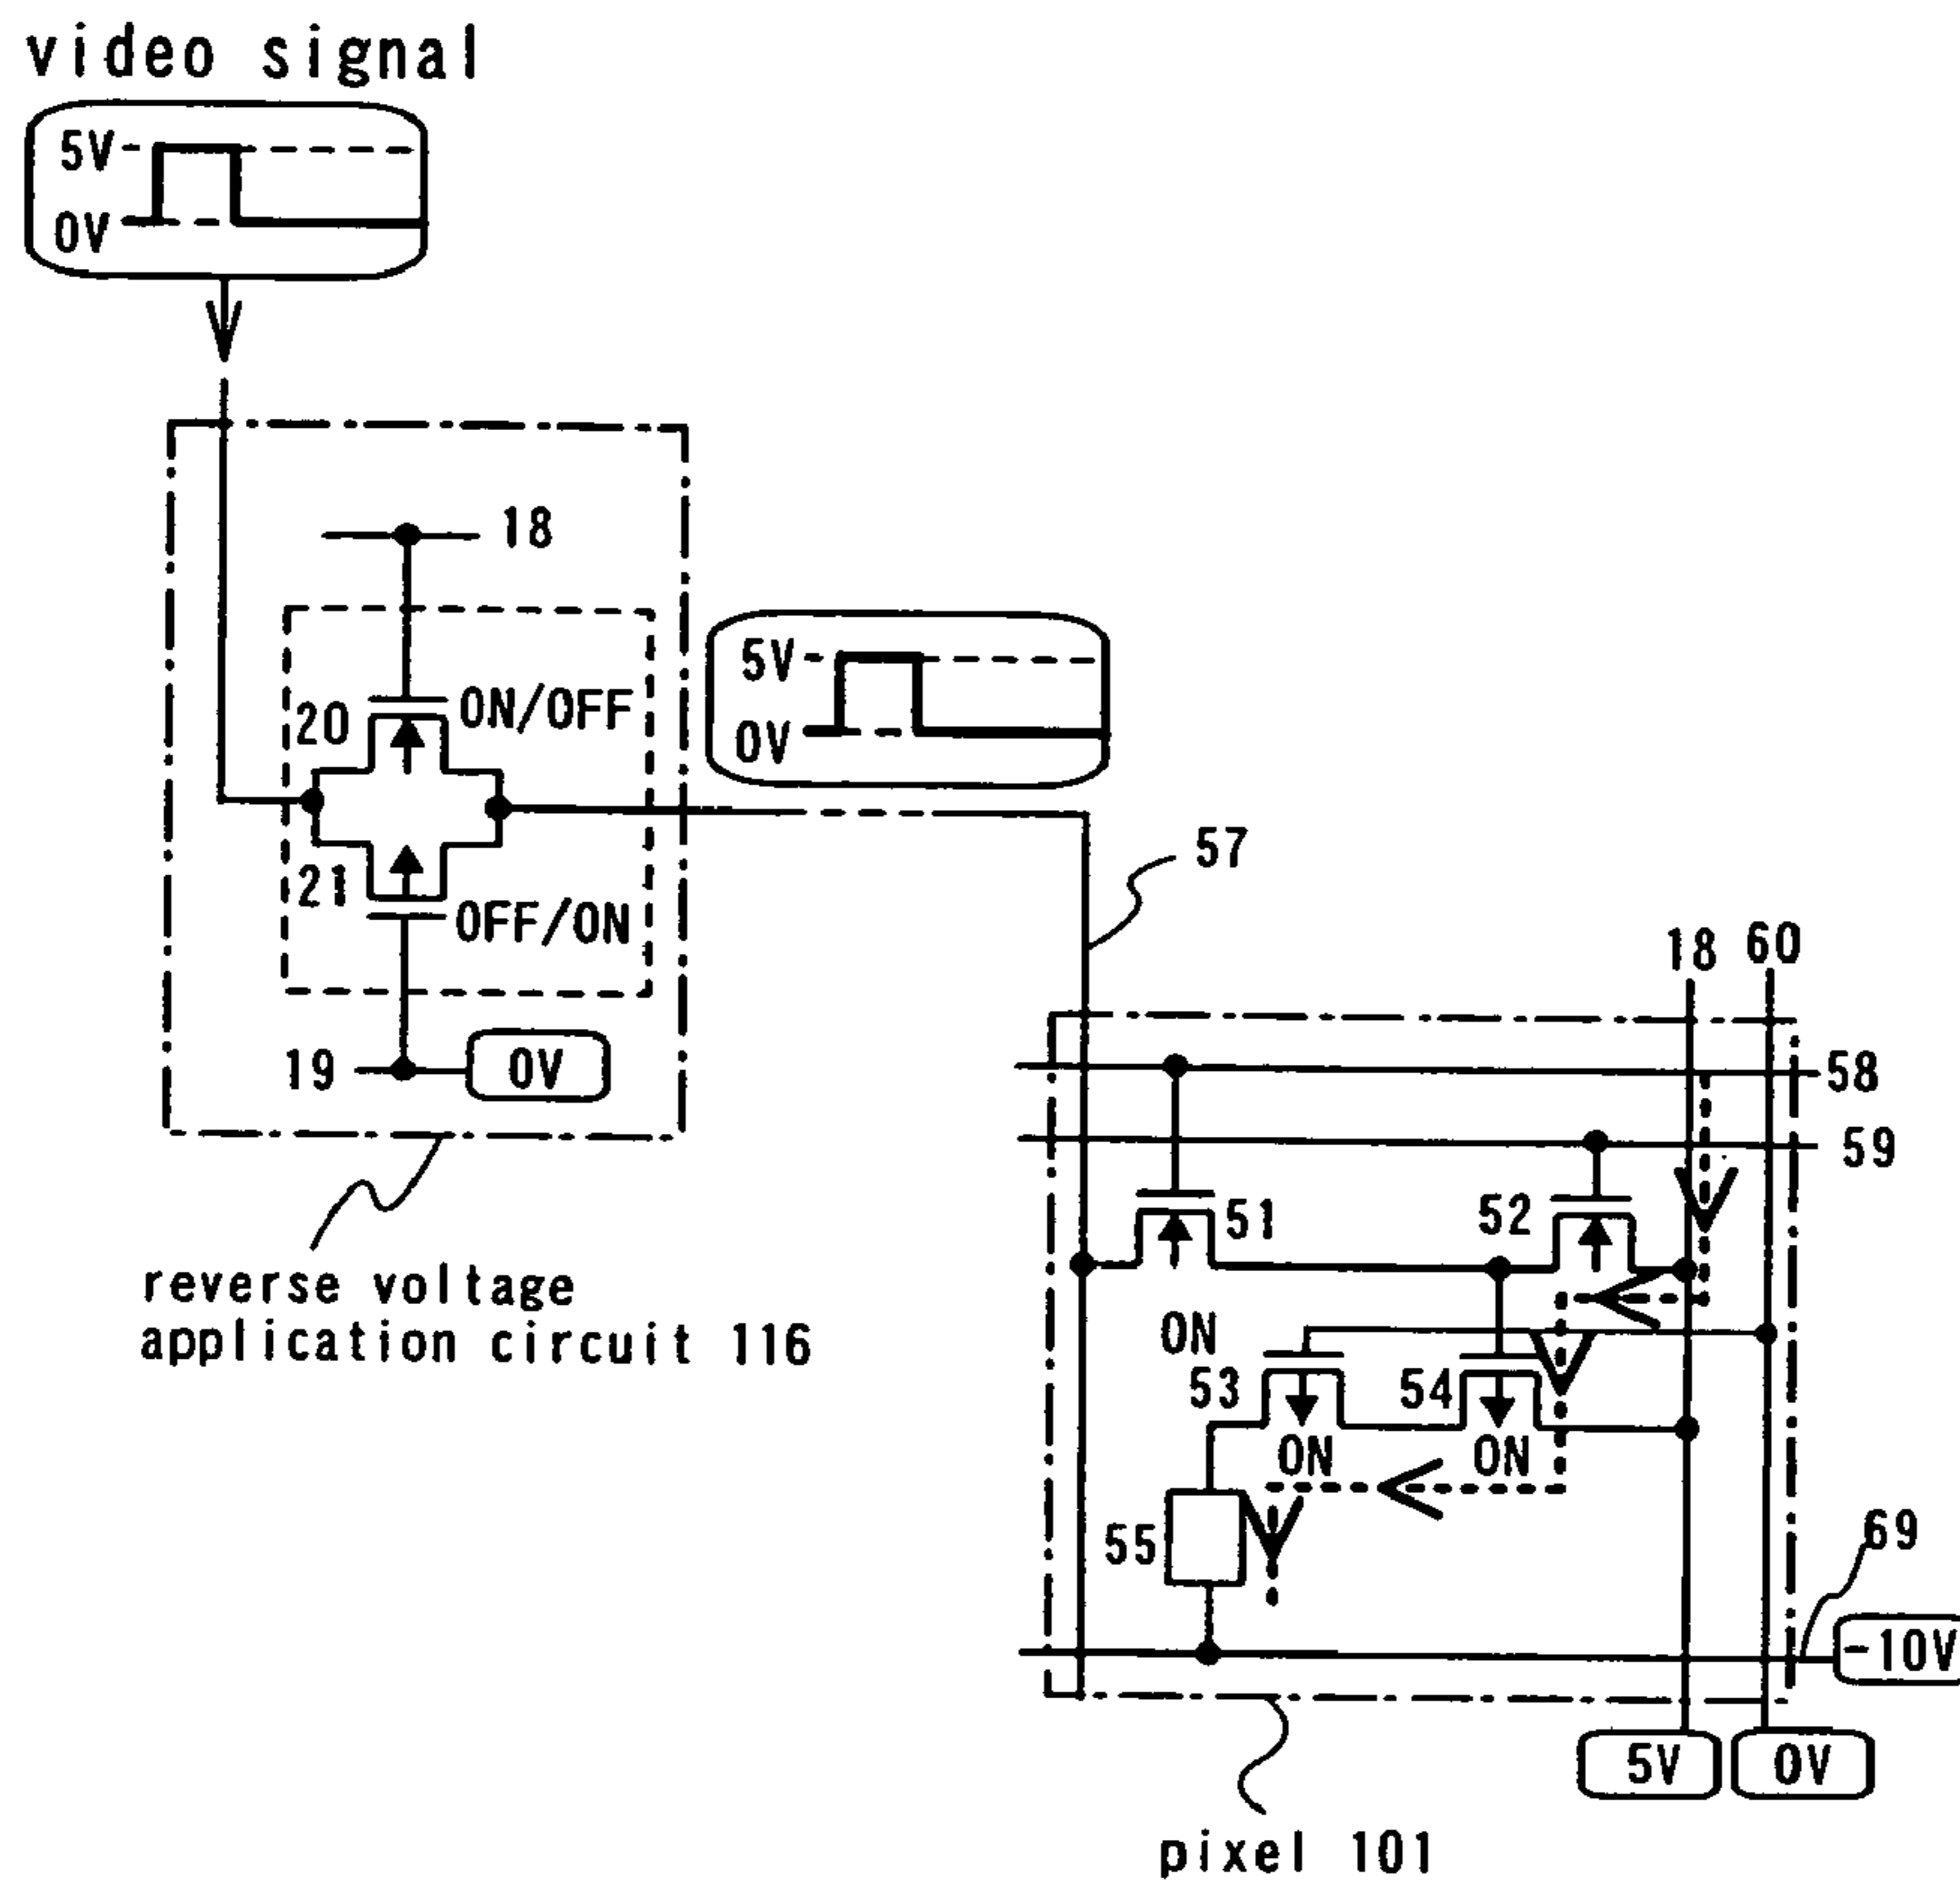 video signal
5V
0V
18
20
ON/OFF
21
OFF/ON
19
0V
5V
0V
reverse voltage
application circuit 116
57
18
60
58
59
51
52
ON
53
54
ON
ON
55
69
-10V
5V
0V
pixel 101